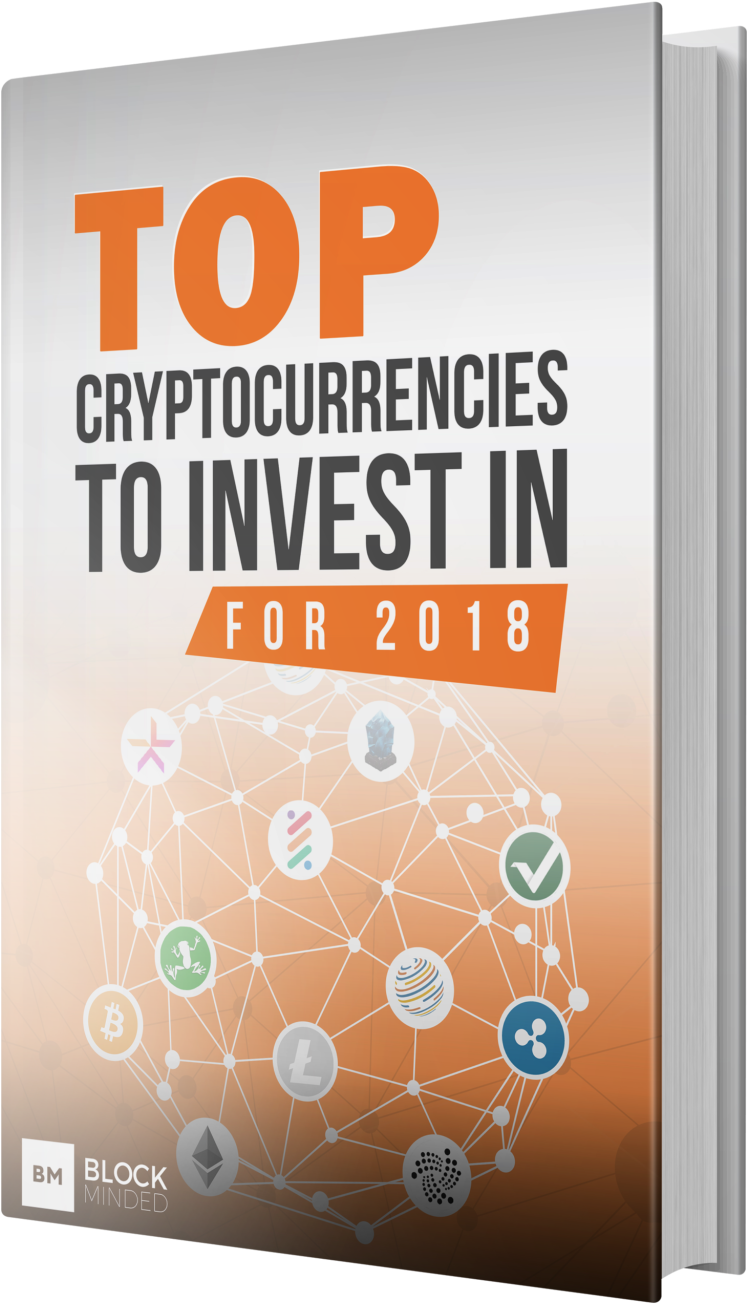 TOP
CRYPTOCURRENCIES
TO INVEST IN
FOR 2018
BM
BLOCK
MINDED